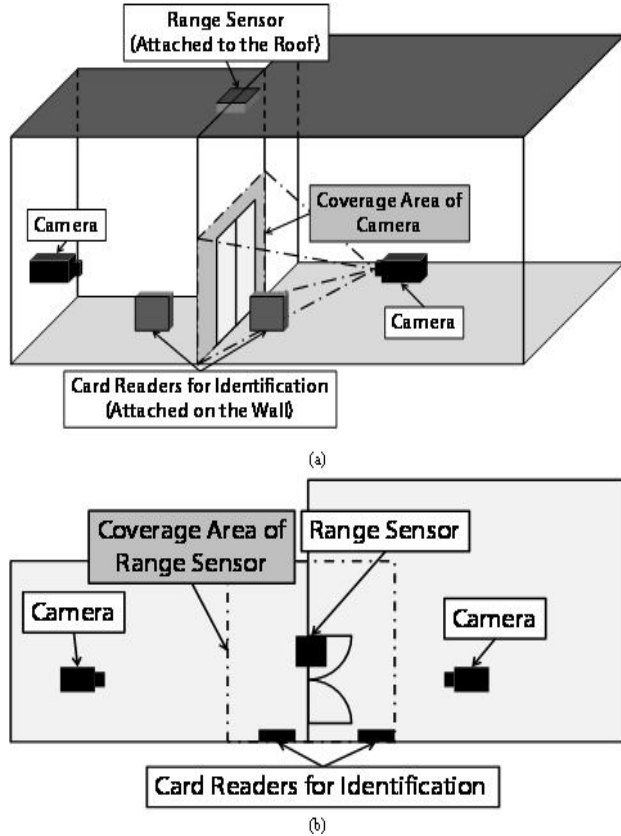 Range Sensor
(Attached to the Roof)
Camera
Coverage Area of
Camera
Camera
Card Readers for Identification
(Attached on the Wall)
(a)
Coverage Area of
Range Sensor
Range Sensor
Camera
Camera
Card Readers for Identification
(b)